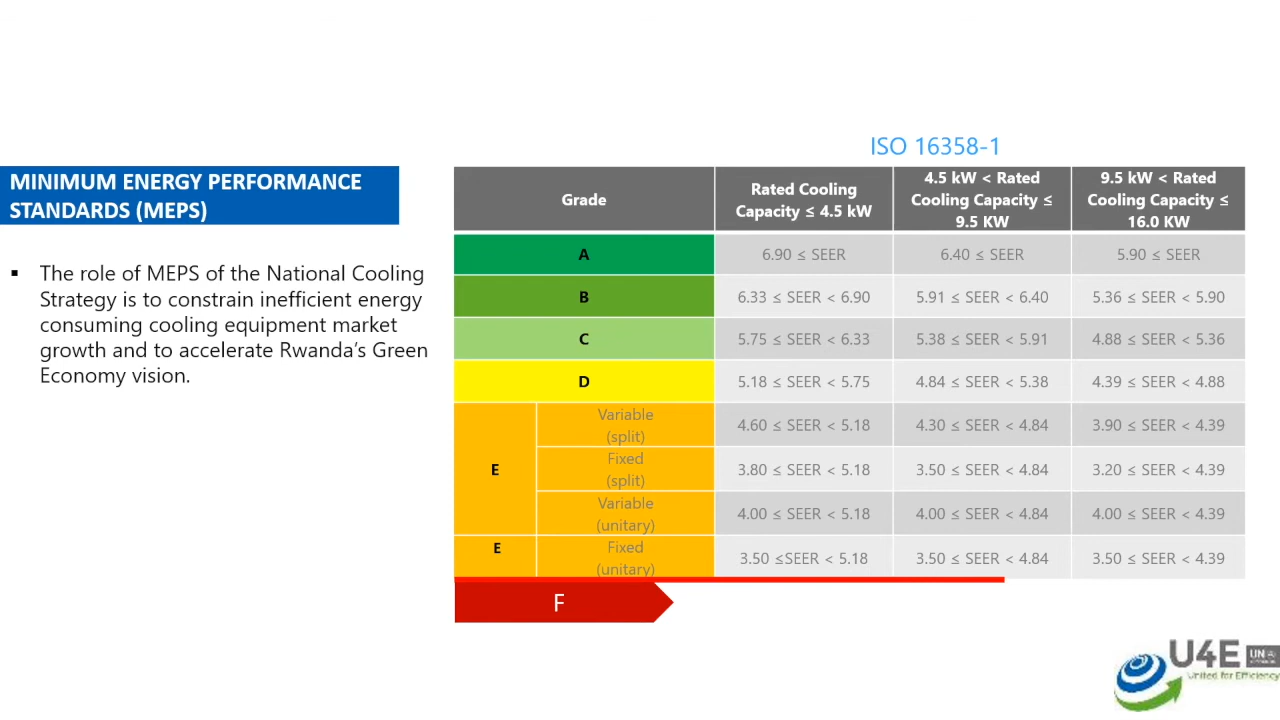 ISO 16358-1
MINIMUM ENERGY PERFORMANCE
STANDARDS (MEPS)
▪ The role of MEPS of the National Cooling
Strategy is to constrain inefficient energy
consuming cooling equipment market
growth and to accelerate Rwanda’s Green
Economy vision.
Grade
Rated Cooling
Capacity ≤ 4.5 kW
4.5 kW < Rated
Cooling Capacity ≤
9.5 KW
9.5 kW < Rated
Cooling Capacity ≤
16.0 KW
A 6.90 ≤ SEER 6.40 ≤ SEER 5.90 ≤ SEER
B 6.33 ≤ SEER < 6.90 5.91 ≤ SEER < 6.40 5.36 ≤ SEER < 5.90
C 5.75 ≤ SEER < 6.33 5.38 ≤ SEER < 5.91 4.88 ≤ SEER < 5.36
D 5.18 ≤ SEER < 5.75 4.84 ≤ SEER < 5.38 4.39 ≤ SEER < 4.88
E
Variable
(split)
4.60 ≤ SEER < 5.18 4.30 ≤ SEER < 4.84 3.90 ≤ SEER < 4.39
Fixed
(split)
3.80 ≤ SEER < 5.18 3.50 ≤ SEER < 4.84 3.20 ≤ SEER < 4.39
Variable
(unitary)
4.00 ≤ SEER < 5.18 4.00 ≤ SEER < 4.84 4.00 ≤ SEER < 4.39
E
Fixed
(unitary)
3.50 ≤SEER < 5.18 3.50 ≤ SEER < 4.84 3.50 ≤ SEER < 4.39
F
U4E
United for Efficiency